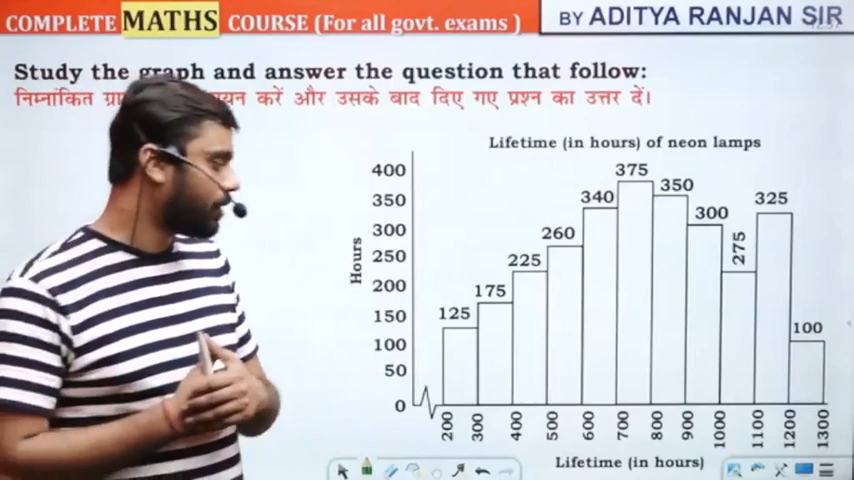 COMPLETE MATHS COURSE (For all govt. exams )
BY ADITYA RANJAN SIR
Study the graph and answer the question that follow:
निम्नांकित करें और उसके बाद दिए गए प्रश्न का उत्तर दें।
Lifetime (in hours) of neon lamps
Hours
400
350
300
250
200
150
100
50
0
125
175
225
260
340
375
350
300
275
325
100
200 300 400 500 600 700 800 900 1000 1100 1200 1300
Lifetime (in hours)